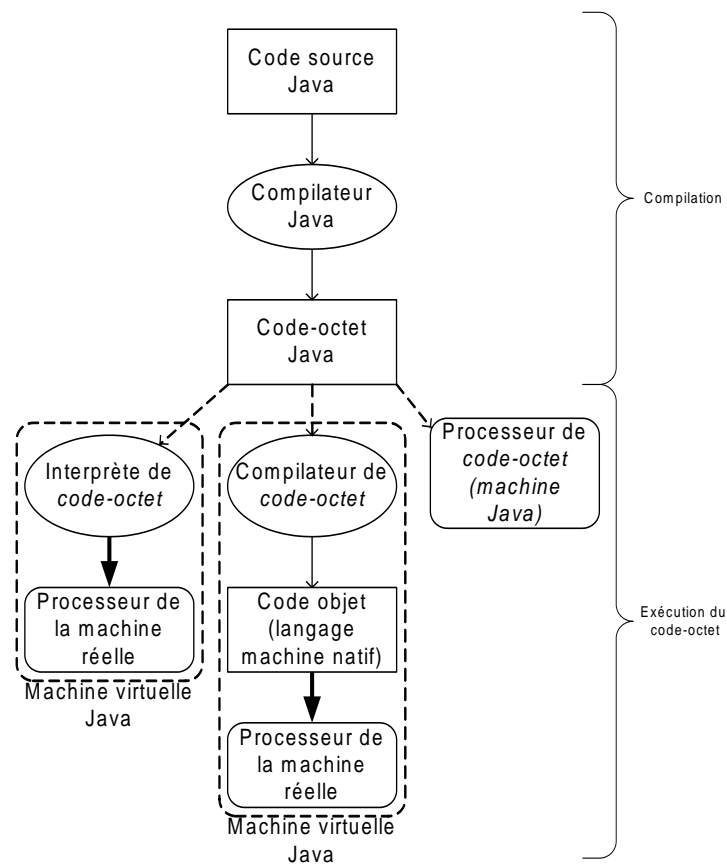 Code source
Java
Compilateur
Java
Compilation
Code-octet
Java
Interprète de
code-octet
Compilateur de
code-octet
Processeur de
code-octet
(machine
Java)
Processeur de
la machine
réelle
Code objet
(langage
machine natif)
Exécution du
code-octet
Machine virtuelle
Java
Processeur de
la machine
réelle
Machine virtuelle
Java